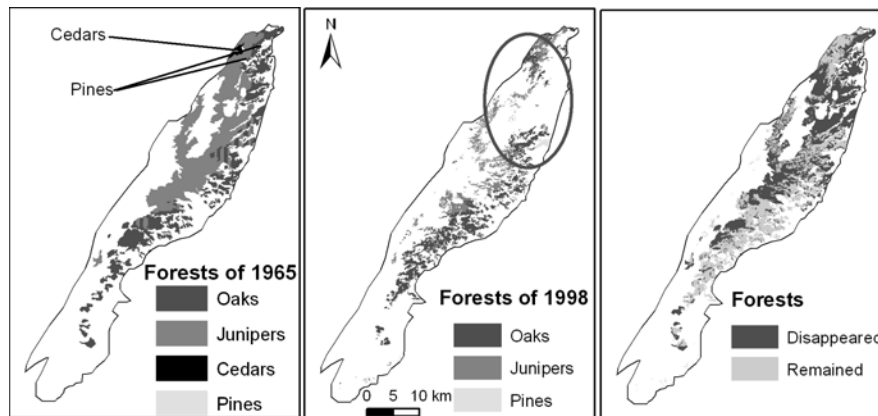 Cedars
Pines
Forests of 1965
Oaks
Junipers
Cedars
Pines
N
Forests of 1998
Oaks
Junipers
Pines
0 5 10 km
Forests
Disappeared
Remained